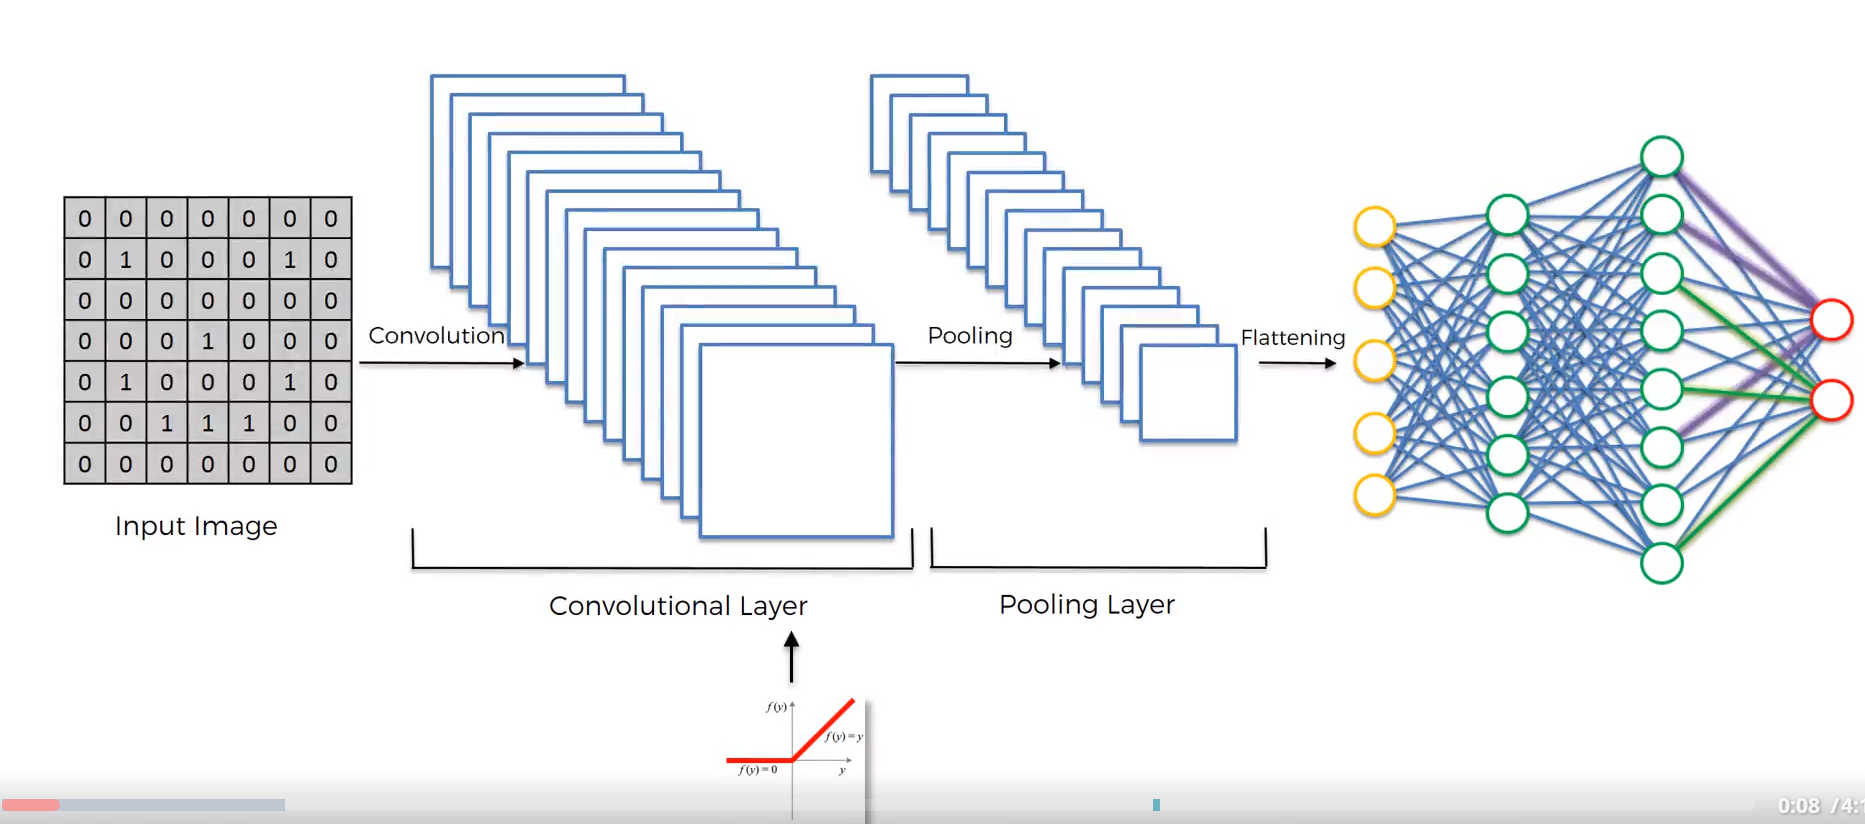 0 0 0 0 0 0 0
0 1 0 0 0 1 0
0 0 0 0 0 0 0
0 0 0 1 0 0 0
0 1 0 0 0 1 0
0 0 1 1 1 0 0
0 0 0 0 0 0 0
Input Image
Convolution
Pooling
Flattening
Convolutional Layer
Pooling Layer
f(y)
f(y)=y
f(y)=0
y
0:08 /4: